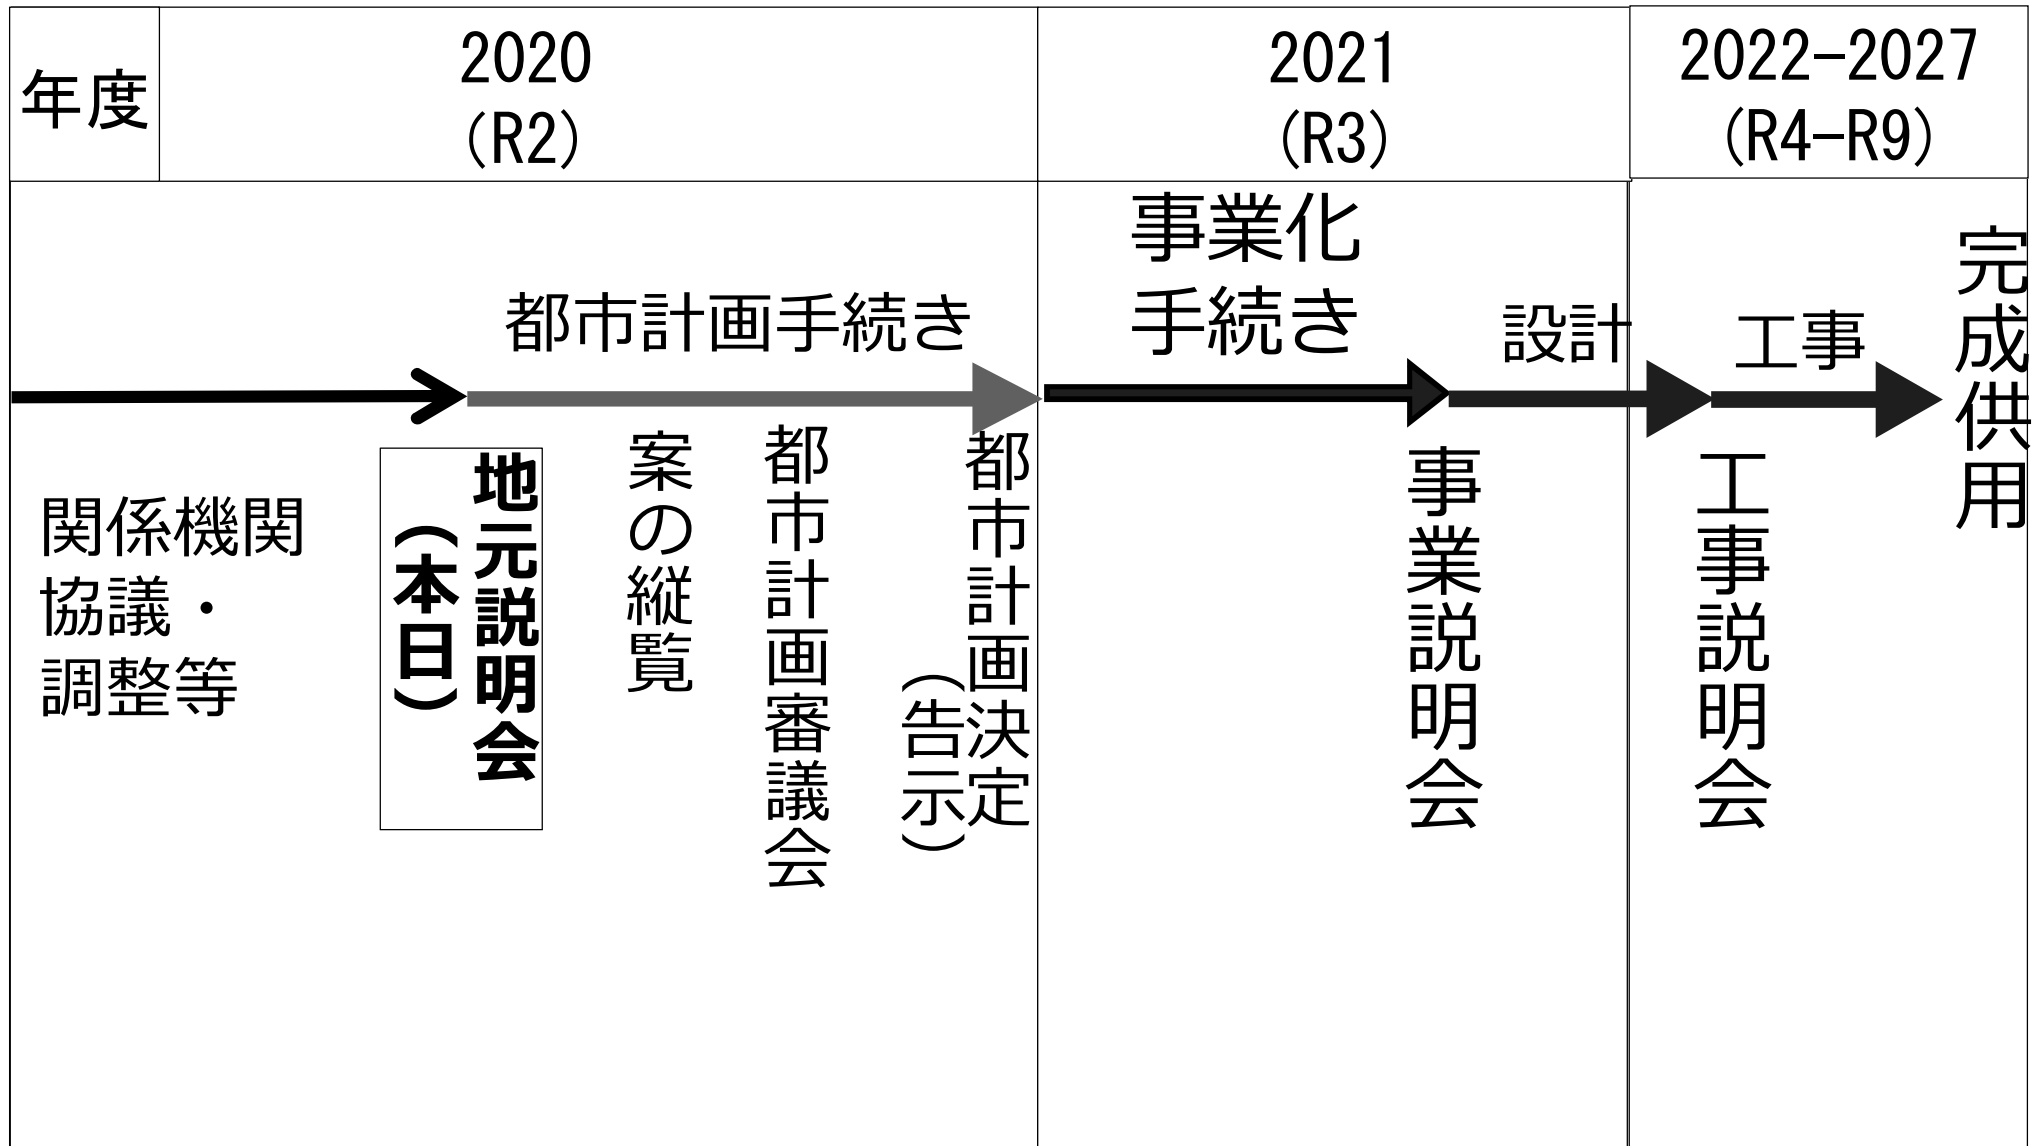 年度
2020
（R2）
2021
（R3）
2022-2027
（R4-R9）
関係機関
協議・
調整等
地元説明会
（本日）
都市計画手続き
案の縦覧
都市計画審議会
都市計画決定
（告示）
事業化
手続き
事業説明会
設計
工事説明会
工事
完成供用